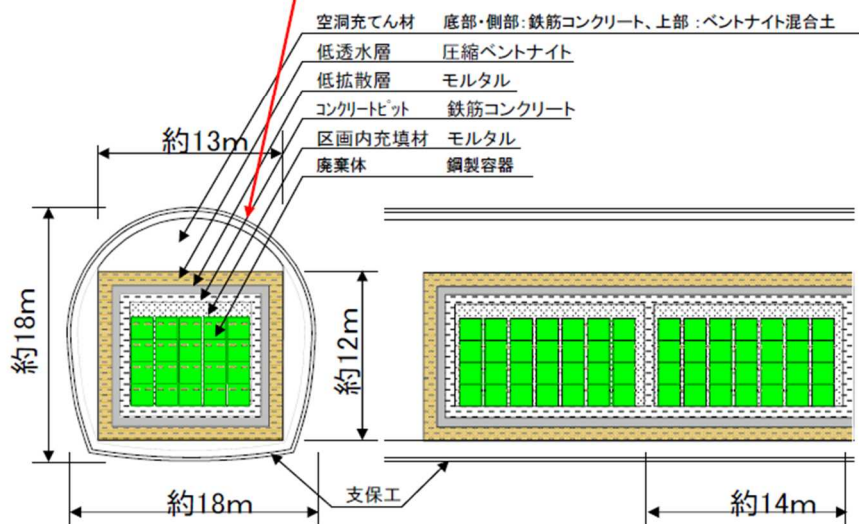 空洞充てん材 底部・側部:鉄筋コンクリート、上部:ベントナイト混合土
低透水層 圧縮ベントナイト
低拡散層 モルタル
コンクリートピット 鉄筋コンクリート
区画内充填材 モルタル
廃棄体 鋼製容器
約13m
約18m
約12m
支保工
約18m
約14m